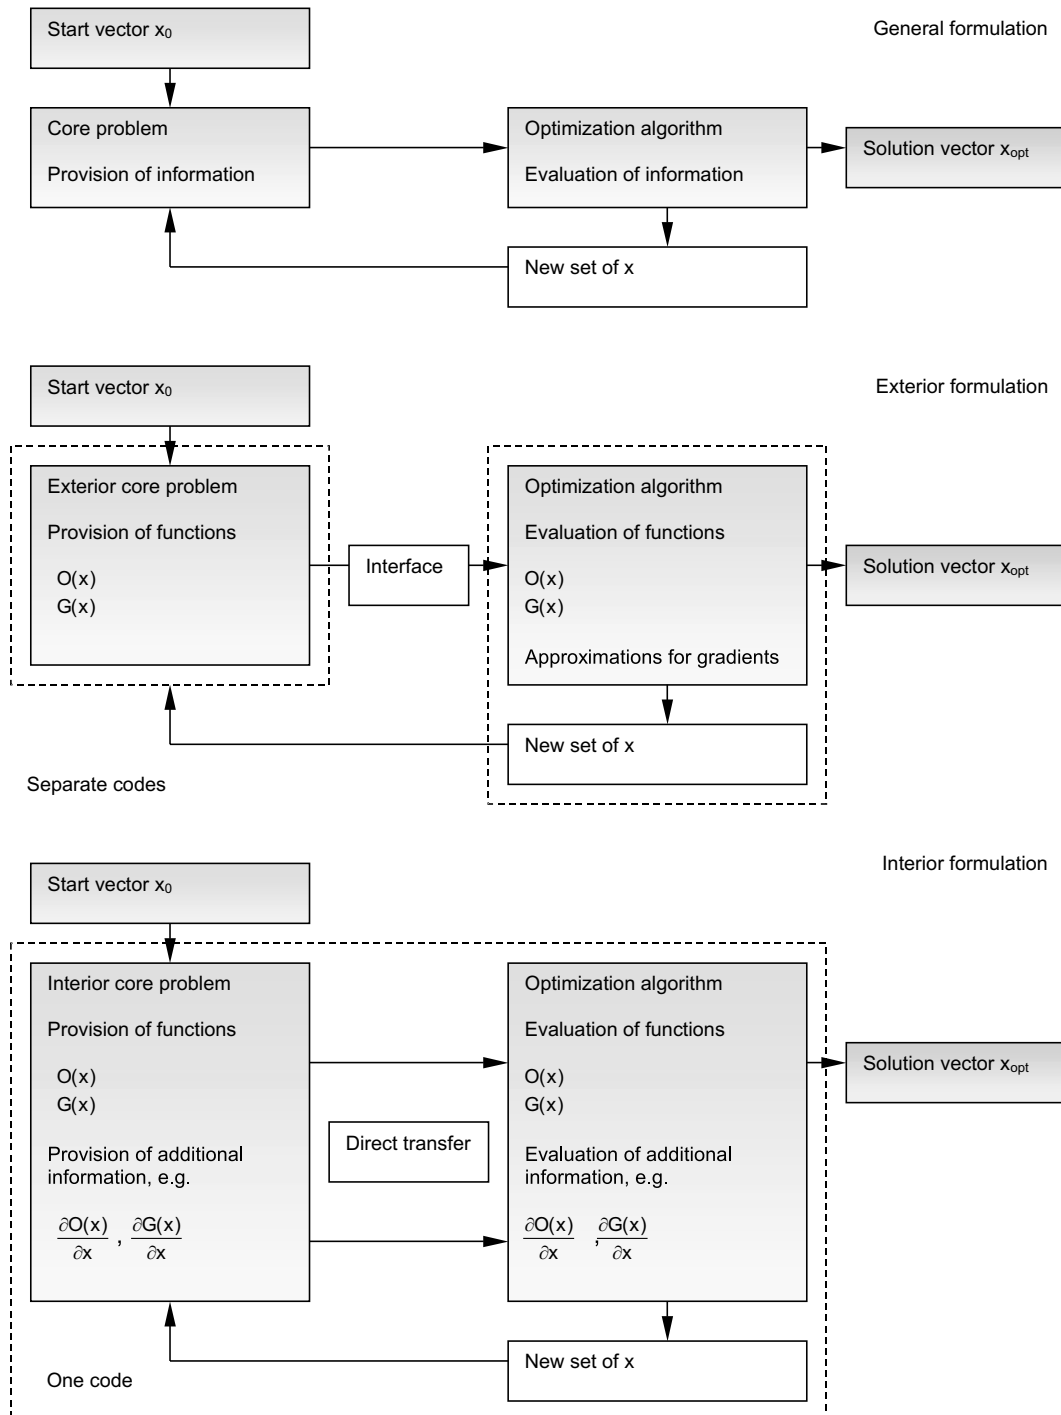 Start vector x₀
General formulation
Core problem
Provision of information
Optimization algorithm
Evaluation of information
Solution vector xₒₚₜ
New set of x
Start vector x₀
Exterior formulation
Exterior core problem
Provision of functions
O(x)
G(x)
Interface
Optimization algorithm
Evaluation of functions
O(x)
G(x)
Approximations for gradients
Solution vector xₒₚₜ
New set of x
Separate codes
Interior formulation
Start vector x₀
Interior core problem
Provision of functions
O(x)
G(x)
Provision of additional
information, e.g.
∂O(x)/∂x , ∂G(x)/∂x
Direct transfer
Optimization algorithm
Evaluation of functions
O(x)
G(x)
Evaluation of additional
information, e.g.
∂O(x)/∂x , ∂G(x)/∂x
Solution vector xₒₚₜ
New set of x
One code